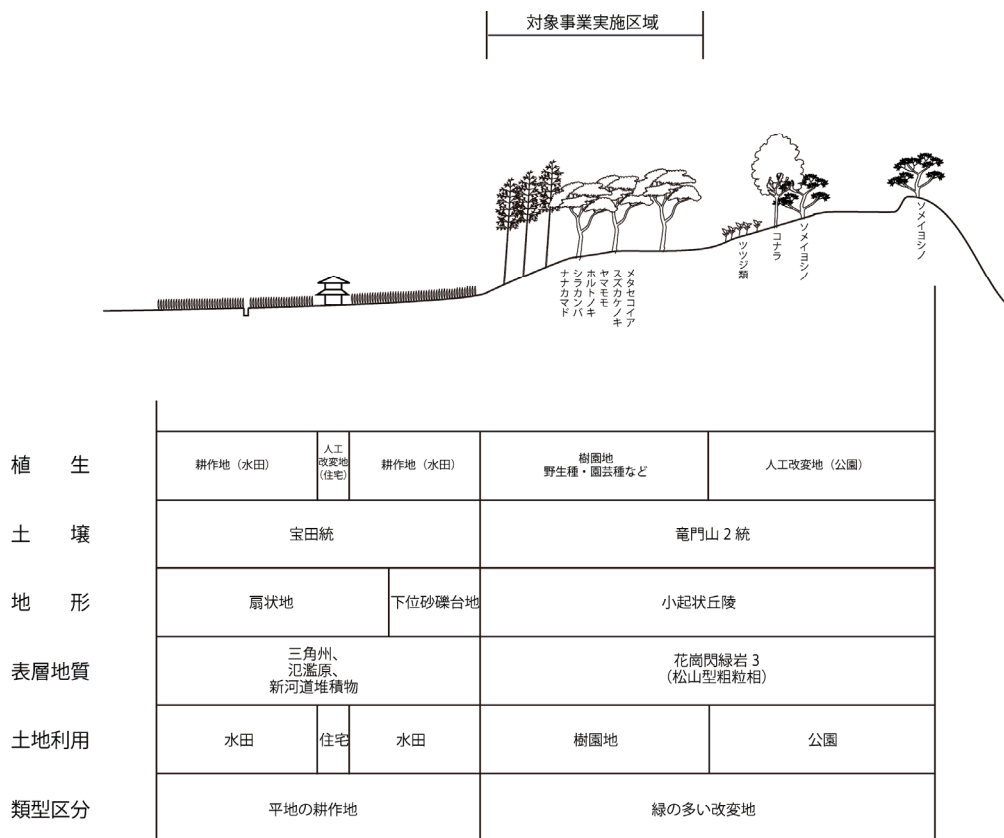 対象事業実施区域
メタセコイア
スズカケノキ
ヤマモモ
ホルトノキ
シラカンバ
ナナカマド
ツツジ類
コナラ
ソメイヨシノ
ソメイヨシノ
植 生
耕作地（水田）
人工
改変地
（住宅）
耕作地（水田）
樹園地
野生種・園芸種など
人工改変地（公園）
土 壌
宝田統
竜門山 2 統
地 形
扇状地
下位砂礫台地
小起伏丘陵
表層地質
三角州、
氾濫原、
新河道堆積物
花崗閃緑岩 3
（松山型粗粒相）
土地利用
水田
住宅
水田
樹園地
公園
類型区分
平地の耕作地
緑の多い改変地